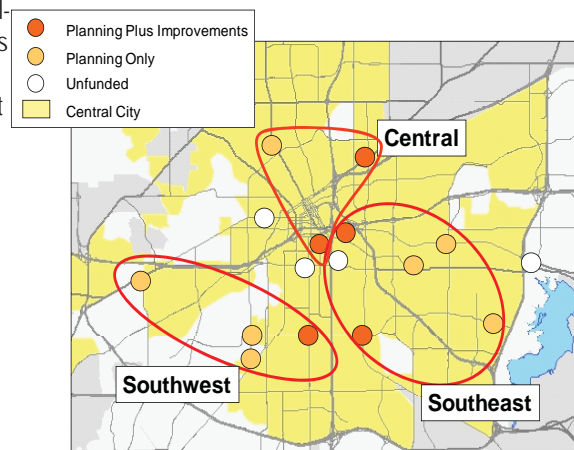 l-
s
t
Planning Plus Improvements
Planning Only
Unfunded
Central City
Central
Southwest
Southeast